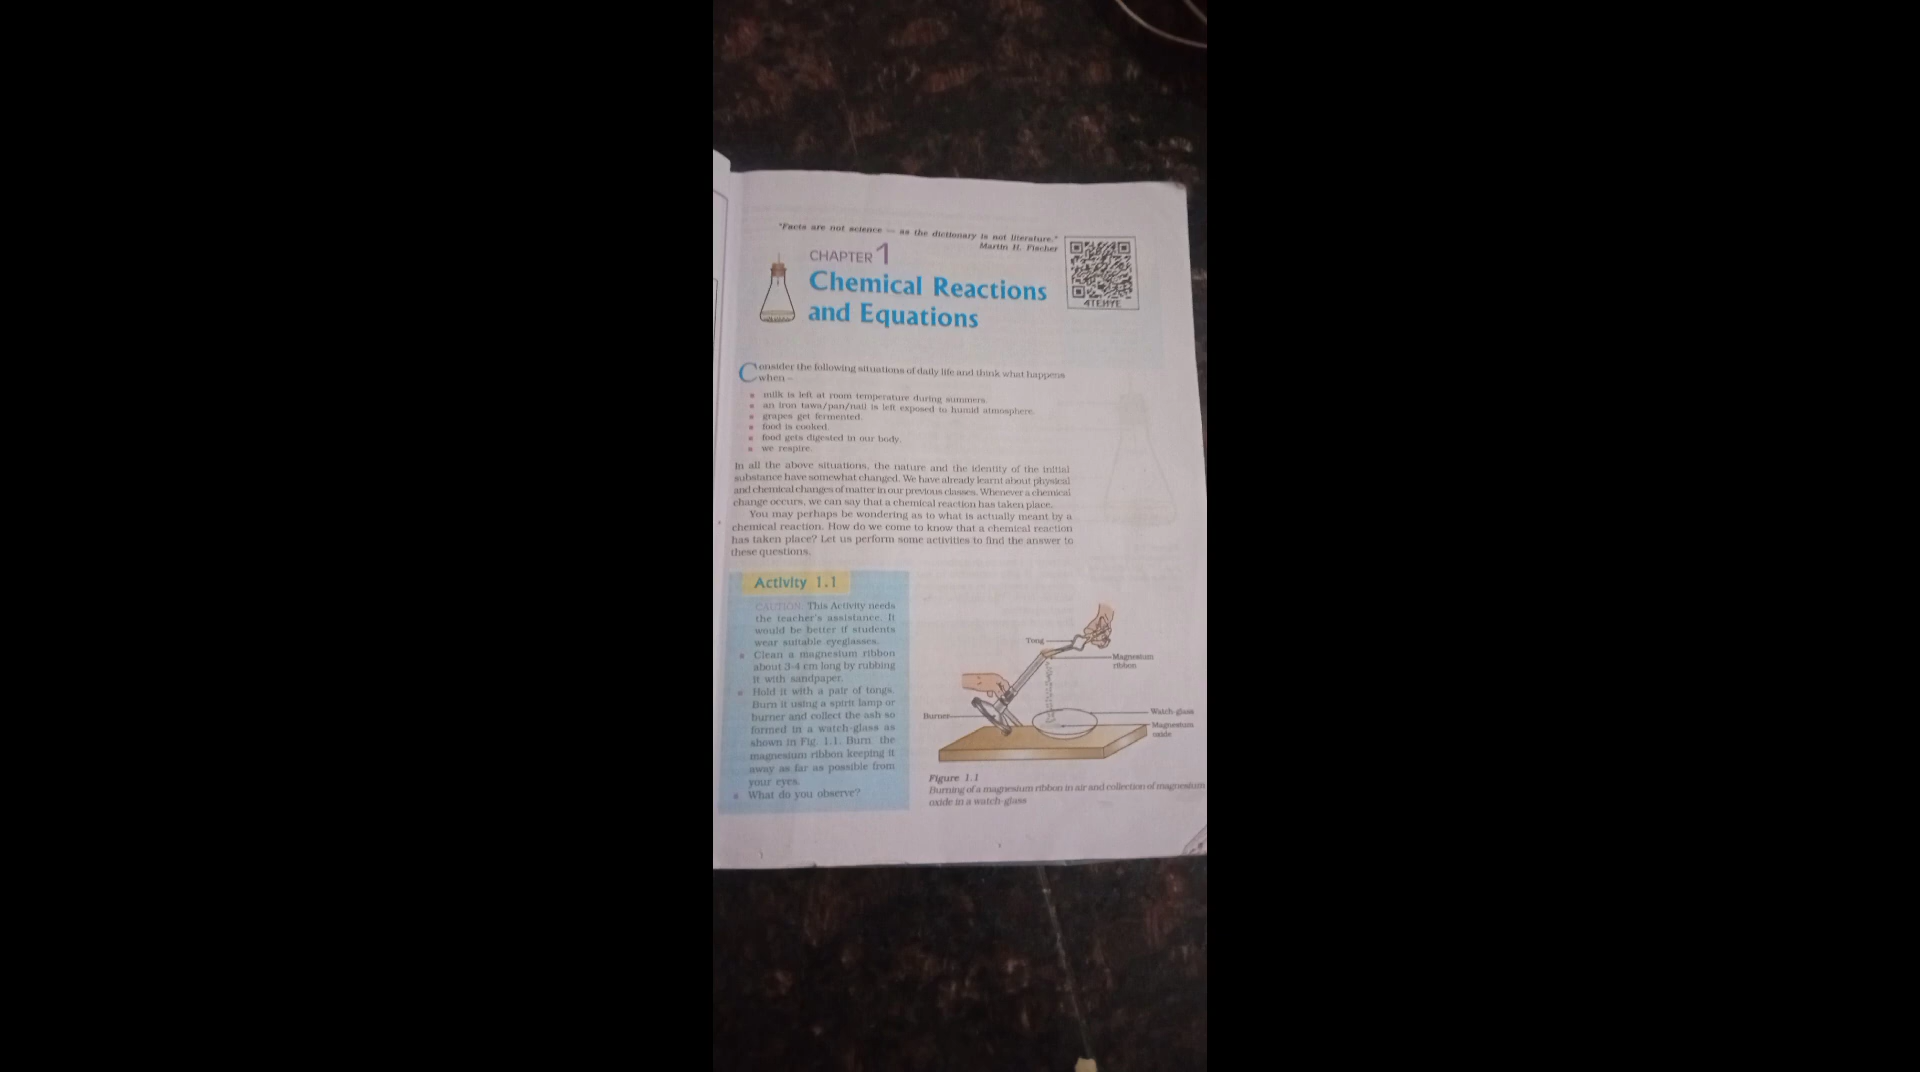 "Facts are not science — as the dictionary is not literature."
Martin H. Fischer
CHAPTER 1
Chemical Reactions
and Equations
4TEHYE
Consider the following situations of daily life and think what happens
when –
milk is left at room temperature during summers.
an iron tawa/pan/nail is left exposed to humid atmosphere.
grapes get fermented.
food is cooked.
food gets digested in our body.
we respire.
In all the above situations, the nature and the identity of the initial
substance have somewhat changed. We have already learnt about physical
and chemical changes of matter in our previous classes. Whenever a chemical
change occurs, we can say that a chemical reaction has taken place.
You may perhaps be wondering as to what is actually meant by a
chemical reaction. How do we come to know that a chemical reaction
has taken place? Let us perform some activities to find the answer to
these questions.
Activity 1.1
CAUTION: This Activity needs
the teacher's assistance. It
would be better if students
wear suitable eyeglasses.
Clean a magnesium ribbon
about 3-4 cm long by rubbing
it with sandpaper.
Hold it with a pair of tongs.
Burn it using a spirit lamp or
burner and collect the ash so
formed in a watch-glass as
shown in Fig. 1.1. Burn the
magnesium ribbon keeping it
away as far as possible from
your eyes.
What do you observe?
Tong
Magnesium
ribbon
Burner
Watch-glass
Magnesium
oxide
Figure 1.1
Burning of a magnesium ribbon in air and collection of magnesium
oxide in a watch-glass